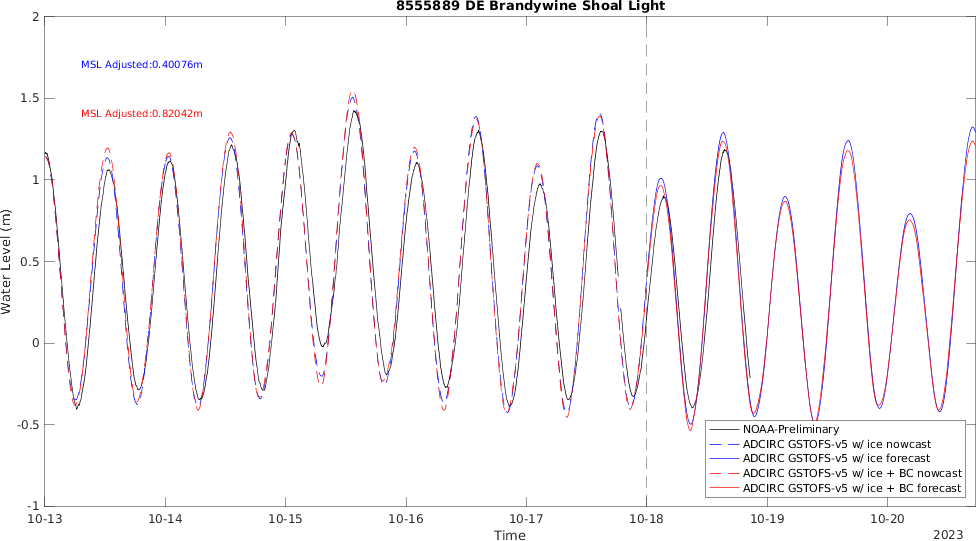 8555889 DE Brandywine Shoal Light
MSL Adjusted:0.40076m
MSL Adjusted:0.82042m
Water Level (m)
2
1.5
1
0.5
0
-0.5
-1
NOAA-Preliminary
ADCIRC GSTOFS-v5 w/ ice nowcast
ADCIRC GSTOFS-v5 w/ ice forecast
ADCIRC GSTOFS-v5 w/ ice + BC nowcast
ADCIRC GSTOFS-v5 w/ ice + BC forecast
10-13 10-14 10-15 10-16 10-17 10-18 10-19 10-20
Time
2023